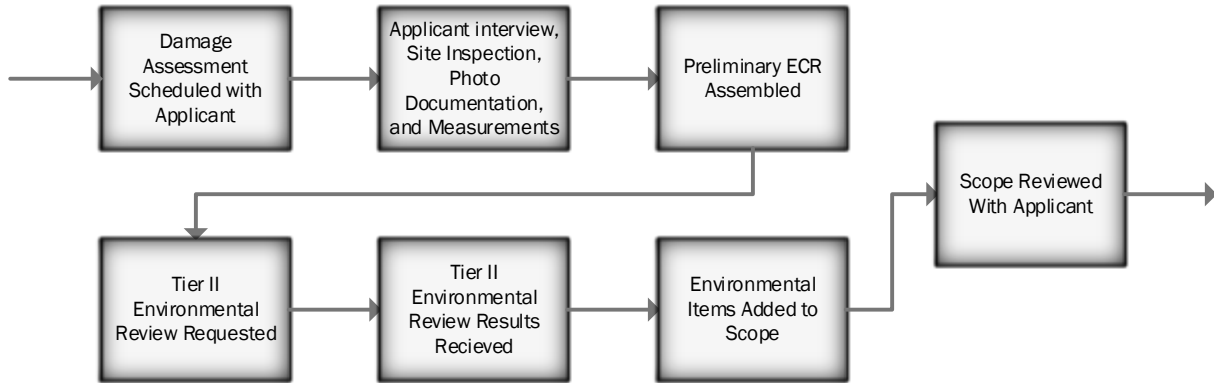 Damage
Assessment
Scheduled with
Applicant
Applicant interview,
Site Inspection,
Photo
Documentation,
and Measurements
Preliminary ECR
Assembled
Tier II
Environmental
Review Requested
Tier II
Environmental
Review Results
Recieved
Environmental
Items Added to
Scope
Scope Reviewed
With Applicant